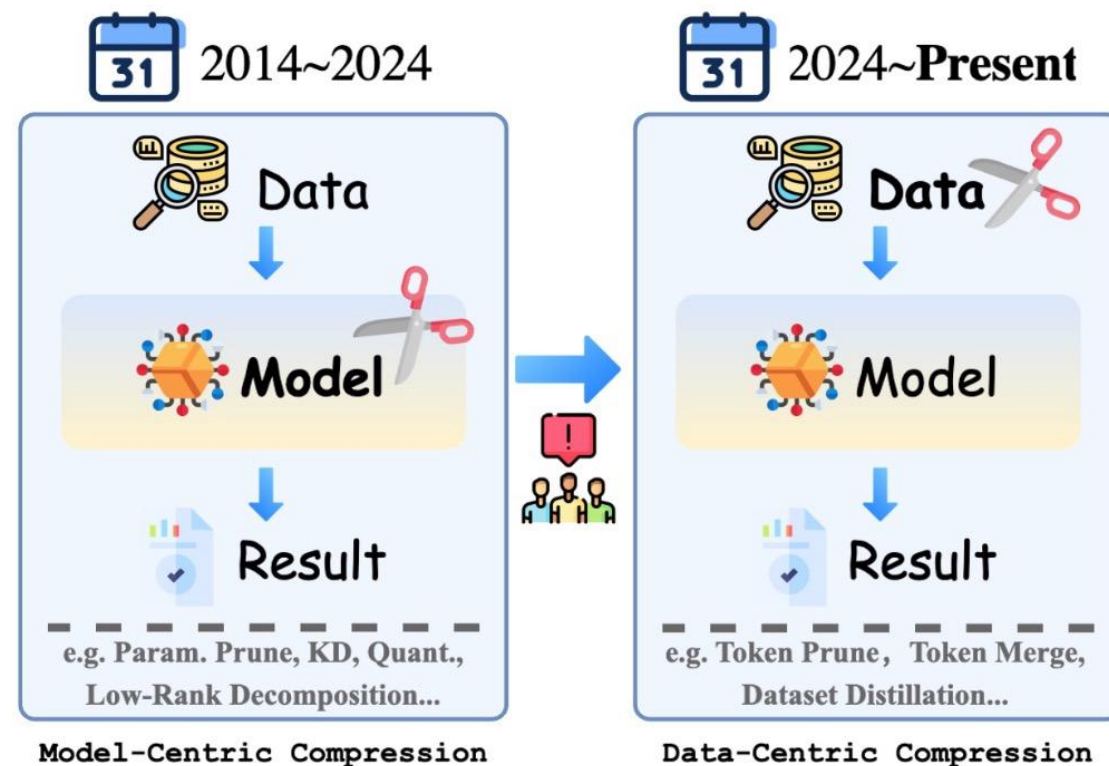 31 2014~2024
Data
Model
Result
e.g. Param. Prune, KD, Quant.,
Low-Rank Decomposition...
Model-Centric Compression
!
31 2024~Present
Data
Model
Result
e.g. Token Prune, Token Merge,
Dataset Distillation...
Data-Centric Compression